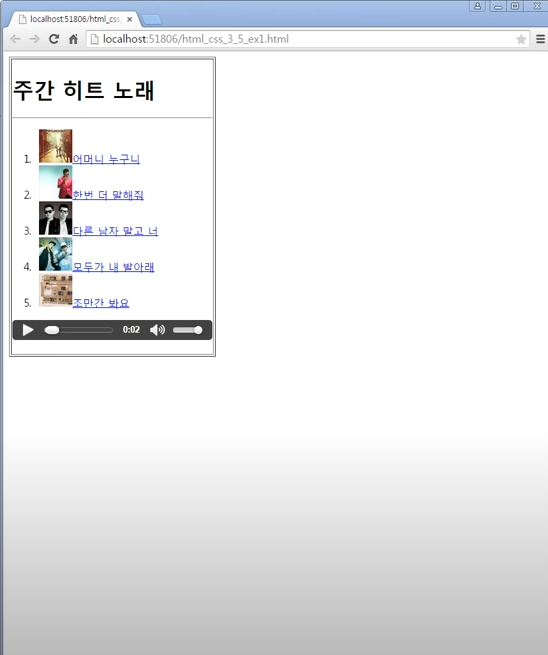 localhost:51806/html_css_
localhost:51806/html_css_3_5_ex1.html
주간 히트 노래
1. 어머니 누구니
2. 한번 더 말해줘
3. 다른 남자 말고 너
4. 모두가 내 발아래
5. 조만간 봐요
0:02